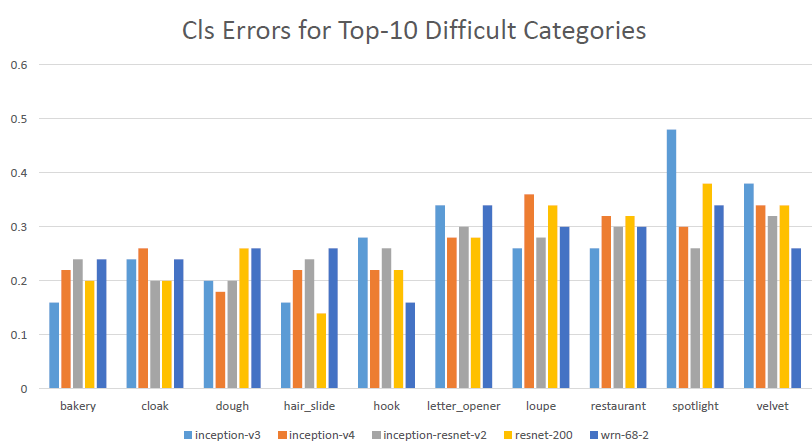 Cls Errors for Top-10 Difficult Categories
0.6
0.5
0.4
0.3
0.2
0.1
0
bakery cloak dough hair_slide hook letter_opener loupe restaurant spotlight velvet
inception-v3 inception-v4 inception-resnet-v2 resnet-200 wrn-68-2